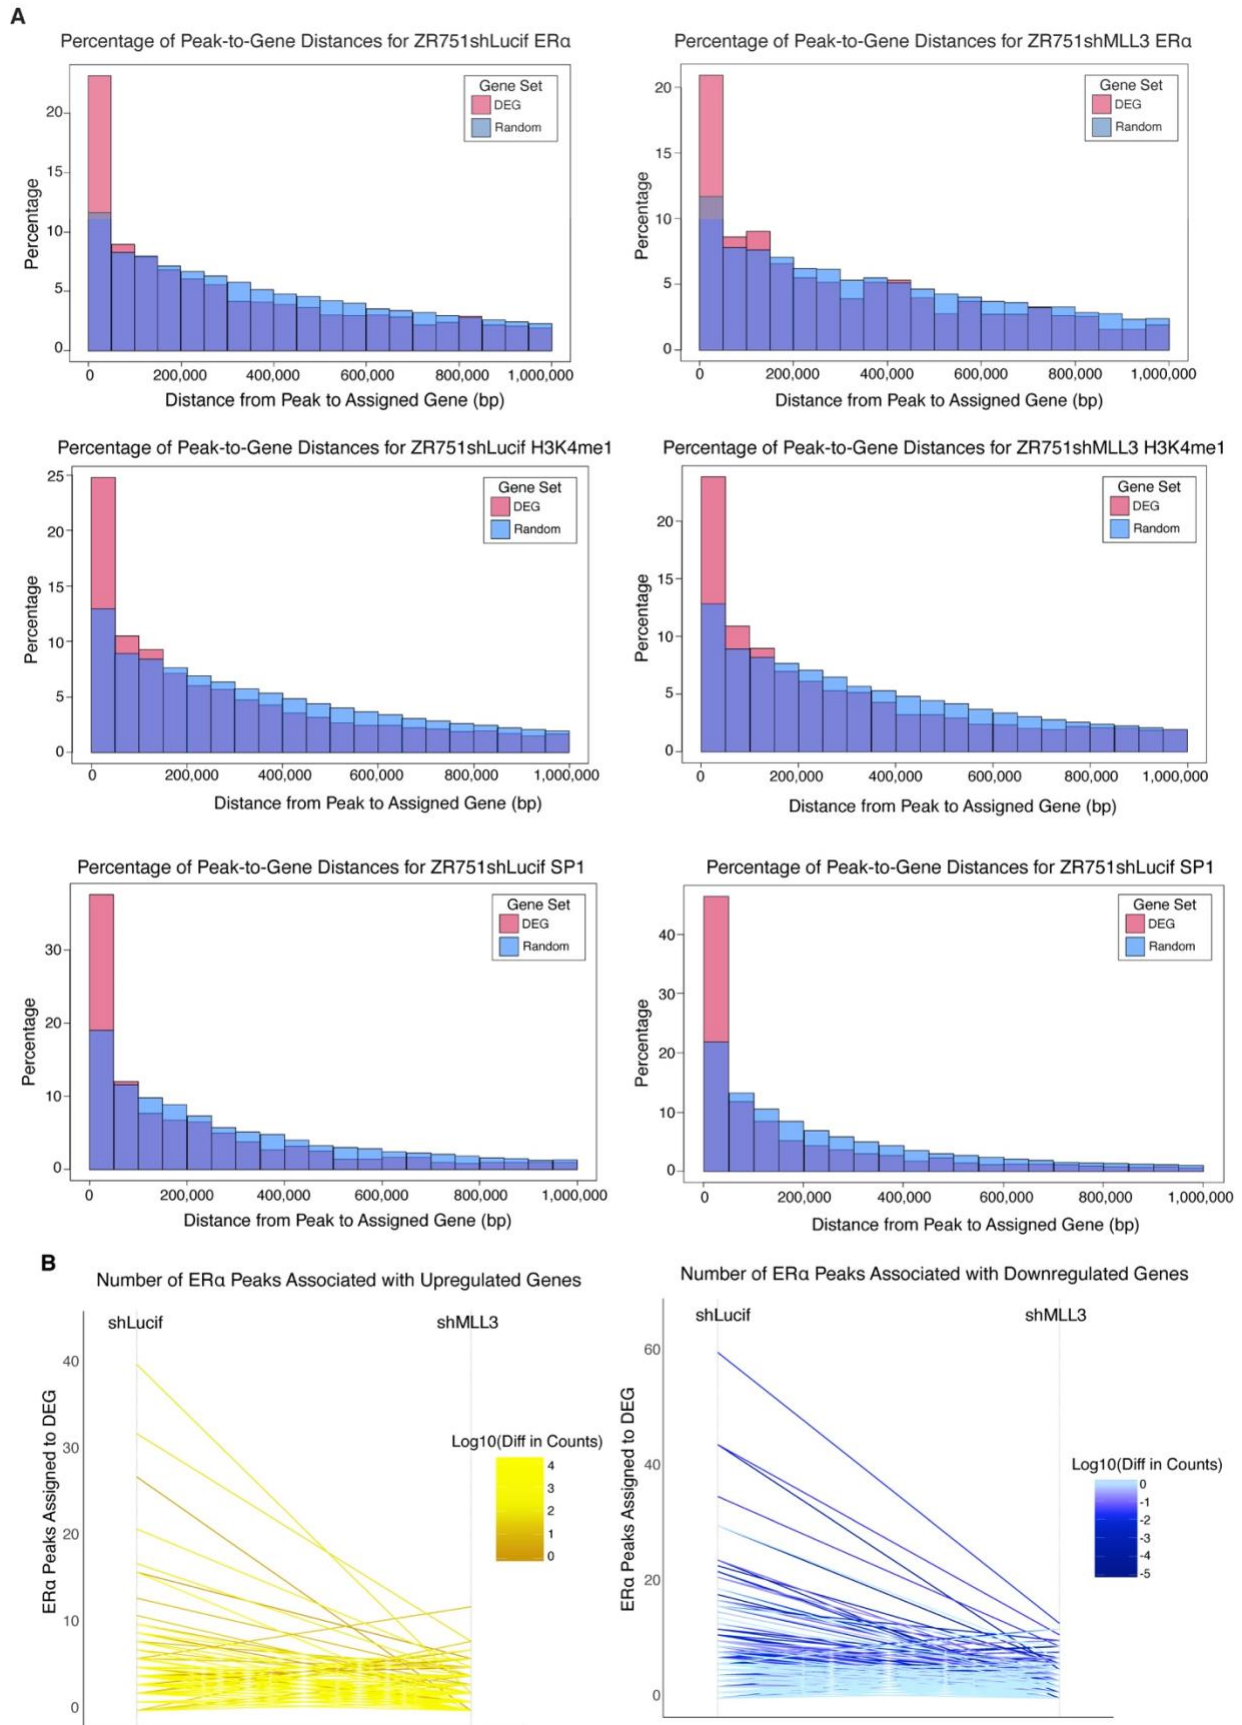 A
Percentage of Peak-to-Gene Distances for ZR751shLucif ERα
Gene Set
DEG
Random
20
15
10
5
0
Percentage
0 200,000 400,000 600,000 800,000 1,000,000
Distance from Peak to Assigned Gene (bp)
Percentage of Peak-to-Gene Distances for ZR751shMLL3 ERα
Gene Set
DEG
Random
20
15
10
5
0
Percentage
0 200,000 400,000 600,000 800,000 1,000,000
Distance from Peak to Assigned Gene (bp)
Percentage of Peak-to-Gene Distances for ZR751shLucif H3K4me1
Gene Set
DEG
Random
25
20
15
10
5
0
Percentage
0 200,000 400,000 600,000 800,000 1,000,000
Distance from Peak to Assigned Gene (bp)
Percentage of Peak-to-Gene Distances for ZR751shMLL3 H3K4me1
Gene Set
DEG
Random
20
15
10
5
0
Percentage
0 200,000 400,000 600,000 800,000 1,000,000
Distance from Peak to Assigned Gene (bp)
Percentage of Peak-to-Gene Distances for ZR751shLucif SP1
Gene Set
DEG
Random
30
20
10
0
Percentage
0 200,000 400,000 600,000 800,000 1,000,000
Distance from Peak to Assigned Gene (bp)
Percentage of Peak-to-Gene Distances for ZR751shLucif SP1
Gene Set
DEG
Random
40
30
20
10
0
Percentage
0 200,000 400,000 600,000 800,000 1,000,000
Distance from Peak to Assigned Gene (bp)
B
Number of ERα Peaks Associated with Upregulated Genes
shLucif shMLL3
40
30
20
10
0
ERα Peaks Assigned to DEG
Log10(Diff in Counts)
4
3
2
1
0
Number of ERα Peaks Associated with Downregulated Genes
shLucif shMLL3
60
40
20
0
ERα Peaks Assigned to DEG
Log10(Diff in Counts)
0
-1
-2
-3
-4
-5